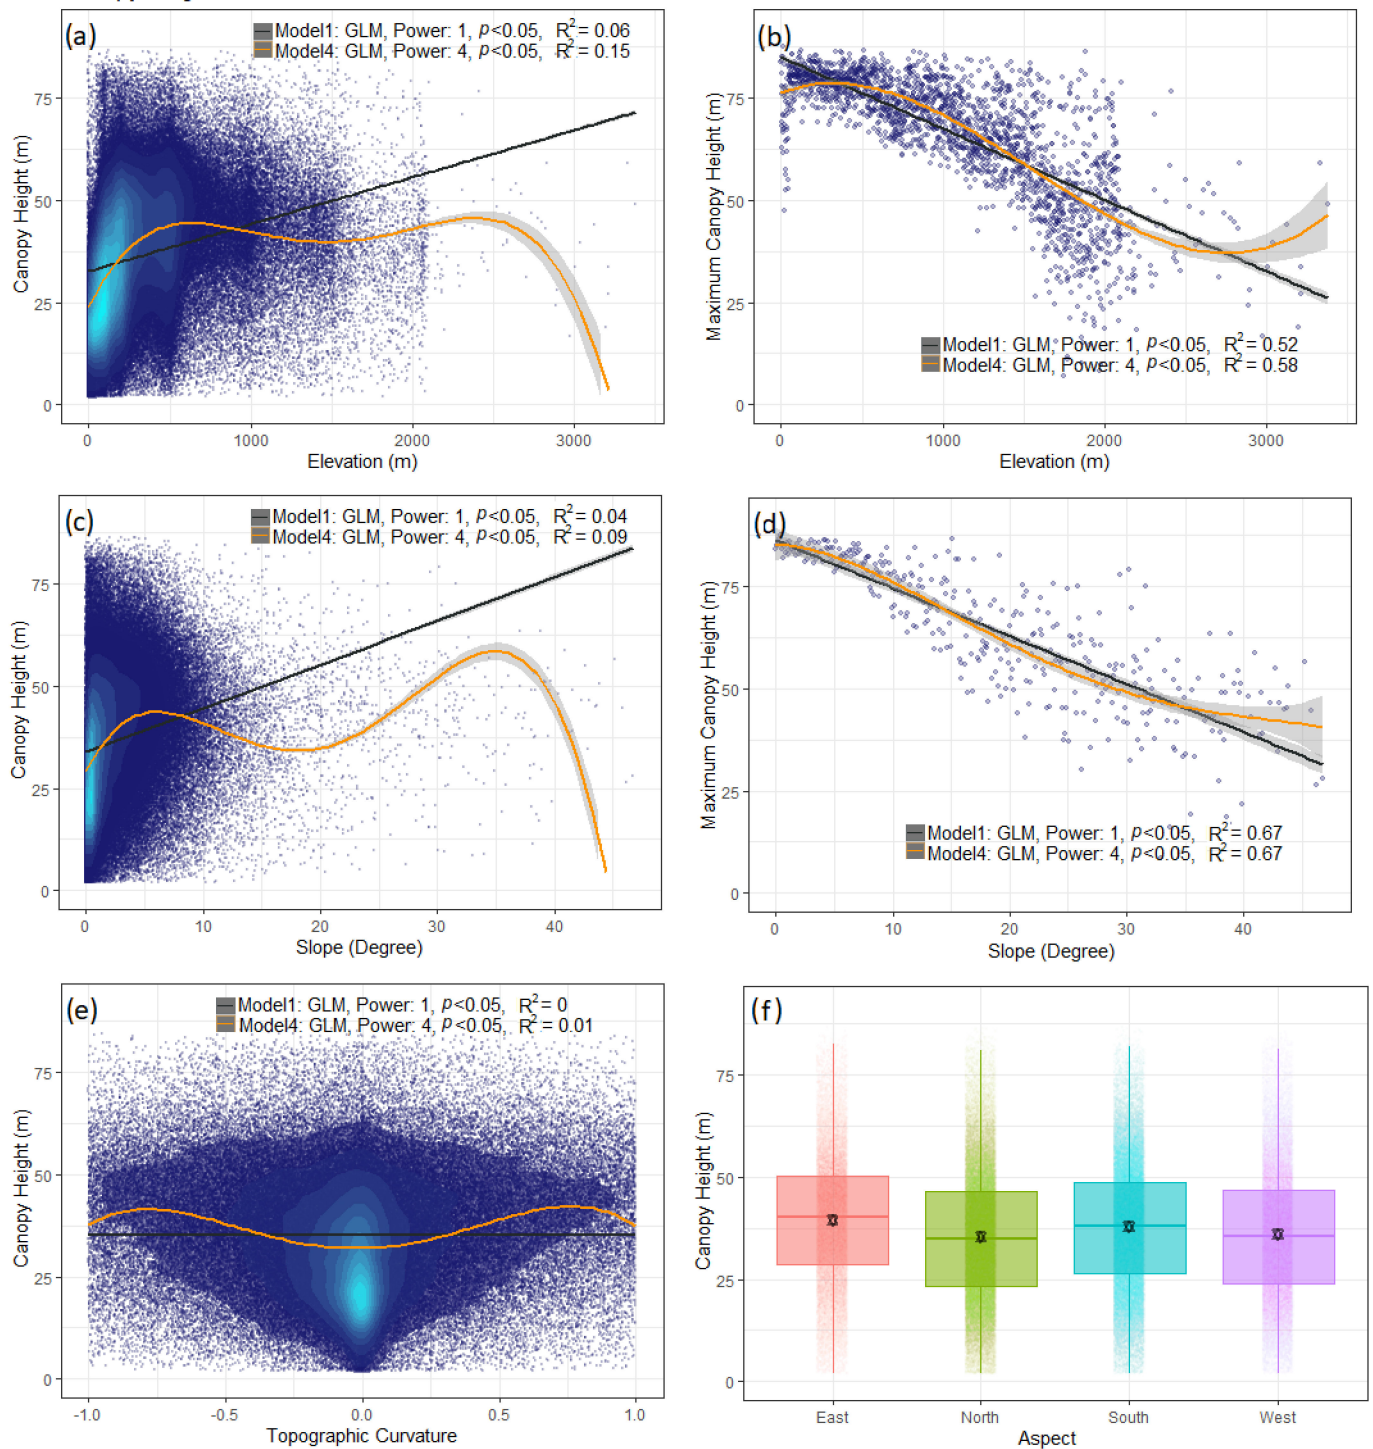 (a)
Model1: GLM, Power: 1, p<0.05, R²= 0.06
Model4: GLM, Power: 4, p<0.05, R²= 0.15
75
50
25
0
Canopy Height (m)
0 1000 2000 3000
Elevation (m)
(b)
75
50
25
0
Maximum Canopy Height (m)
Model1: GLM, Power: 1, p<0.05, R²= 0.52
Model4: GLM, Power: 4, p<0.05, R²= 0.58
0 1000 2000 3000
Elevation (m)
(c)
Model1: GLM, Power: 1, p<0.05, R²= 0.04
Model4: GLM, Power: 4, p<0.05, R²= 0.09
75
50
25
0
Canopy Height (m)
0 10 20 30 40
Slope (Degree)
(d)
75
50
25
0
Maximum Canopy Height (m)
Model1: GLM, Power: 1, p<0.05, R²= 0.67
Model4: GLM, Power: 4, p<0.05, R²= 0.67
0 10 20 30 40
Slope (Degree)
(e)
Model1: GLM, Power: 1, p<0.05, R²= 0
Model4: GLM, Power: 4, p<0.05, R²= 0.01
75
50
25
0
Canopy Height (m)
-1.0 -0.5 0.0 0.5 1.0
Topographic Curvature
(f)
75
50
25
0
Canopy Height (m)
East North South West
Aspect